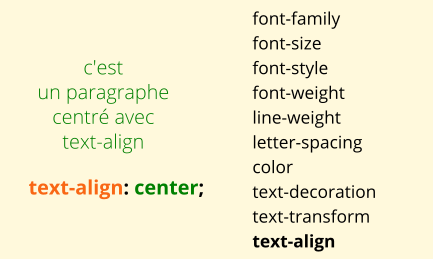 c'est
un paragraphe
centré avec
text-align
text-align: center;
font-family
font-size
font-style
font-weight
line-weight
letter-spacing
color
text-decoration
text-transform
text-align